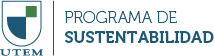 UTEM
PROGRAMA DE
SUSTENTABILIDAD